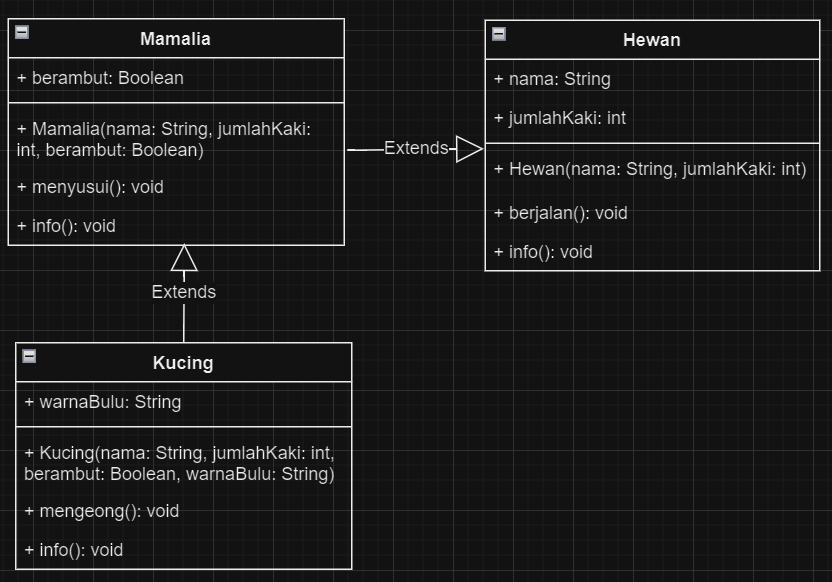 Mamalia
+ berambut: Boolean
+ Mamalia(nama: String, jumlahKaki:
int, berambut: Boolean)
+ menyusui(): void
+ info(): void
Extends
Hewan
+ nama: String
+ jumlahKaki: int
+ Hewan(nama: String, jumlahKaki: int)
+ berjalan(): void
+ info(): void
Extends
Kucing
+ warnaBulu: String
+ Kucing(nama: String, jumlahKaki: int,
berambut: Boolean, warnaBulu: String)
+ mengeong(): void
+ info(): void